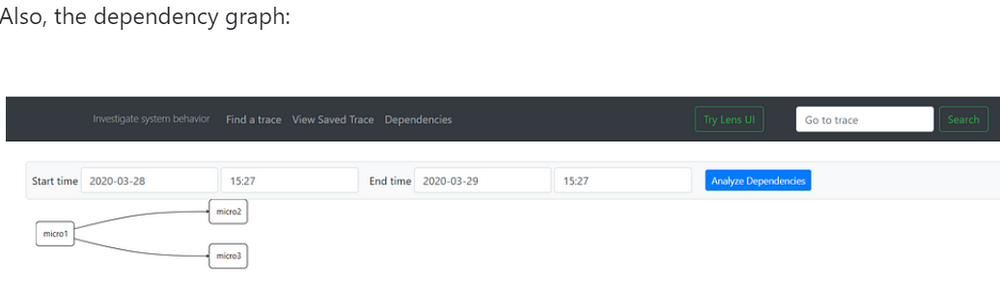 Also, the dependency graph:
Investigate system behavior Find a trace View Saved Trace Dependencies Try Lens UI Go to trace Search
Start time 2020-03-28 15:27 End time 2020-03-29 15:27 Analyze Dependencies
micro2
micro1
micro3